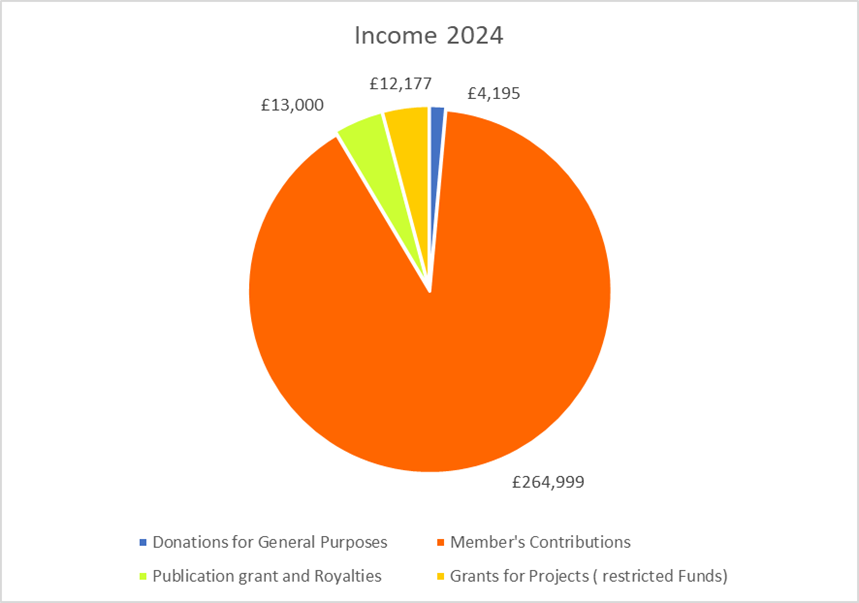 Income 2024
£12,177
£4,195
£13,000
£264,999
Donations for General Purposes
Member's Contributions
Publication grant and Royalties
Grants for Projects ( restricted Funds)